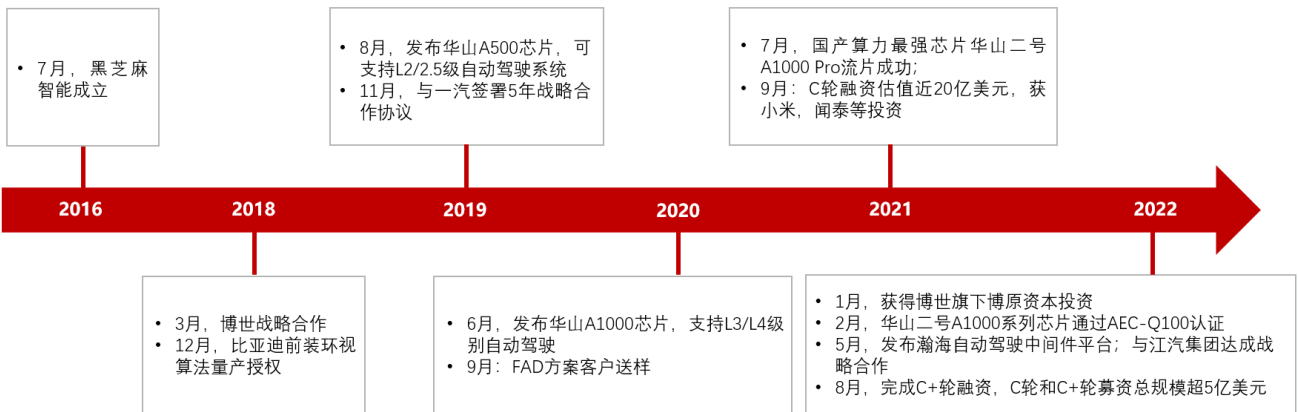 • 7月，黑芝麻
智能成立
• 8月，发布华山A500芯片，可
支持L2/2.5级自动驾驶系统
• 11月，与一汽签署5年战略合
作协议
• 7月，国产算力最强芯片华山二号
A1000 Pro流片成功；
• 9月：C轮融资估值近20亿美元，获
小米，闻泰等投资
2016
2018
2019
2020
2021
2022
• 3月，博世战略合作
• 12月，比亚迪前装环视
算法量产授权
• 6月，发布华山A1000芯片，支持L3/L4级
别自动驾驶
• 9月：FAD方案客户送样
• 1月，获得博世旗下博原资本投资
• 2月，华山二号A1000系列芯片通过AEC-Q100认证
• 5月，发布瀚海自动驾驶中间件平台；与江汽集团达成战
略合作
• 8月，完成C+轮融资，C轮和C+轮募资总规模超5亿美元